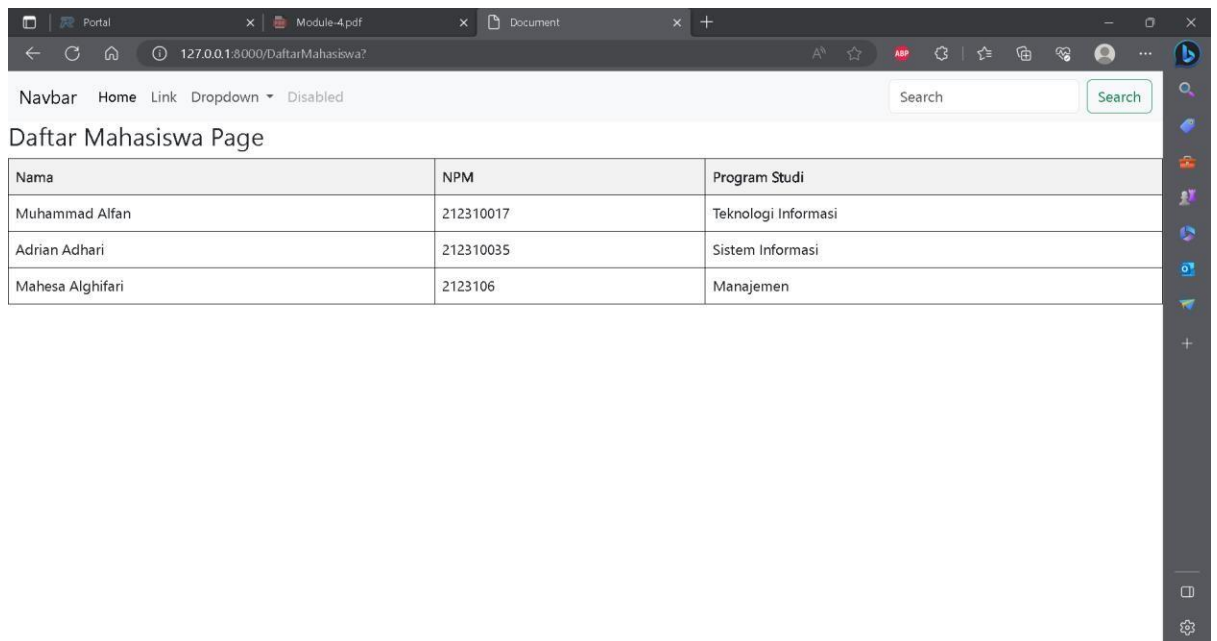 Portal Module-4.pdf Document
127.0.0.1:8000/DaftarMahasiswa?
ABP
Navbar Home Link Dropdown Disabled Search Search
Daftar Mahasiswa Page
Nama NPM Program Studi
Muhammad Alfan 212310017 Teknologi Informasi
Adrian Adhari 212310035 Sistem Informasi
Mahesa Alghifari 2123106 Manajemen